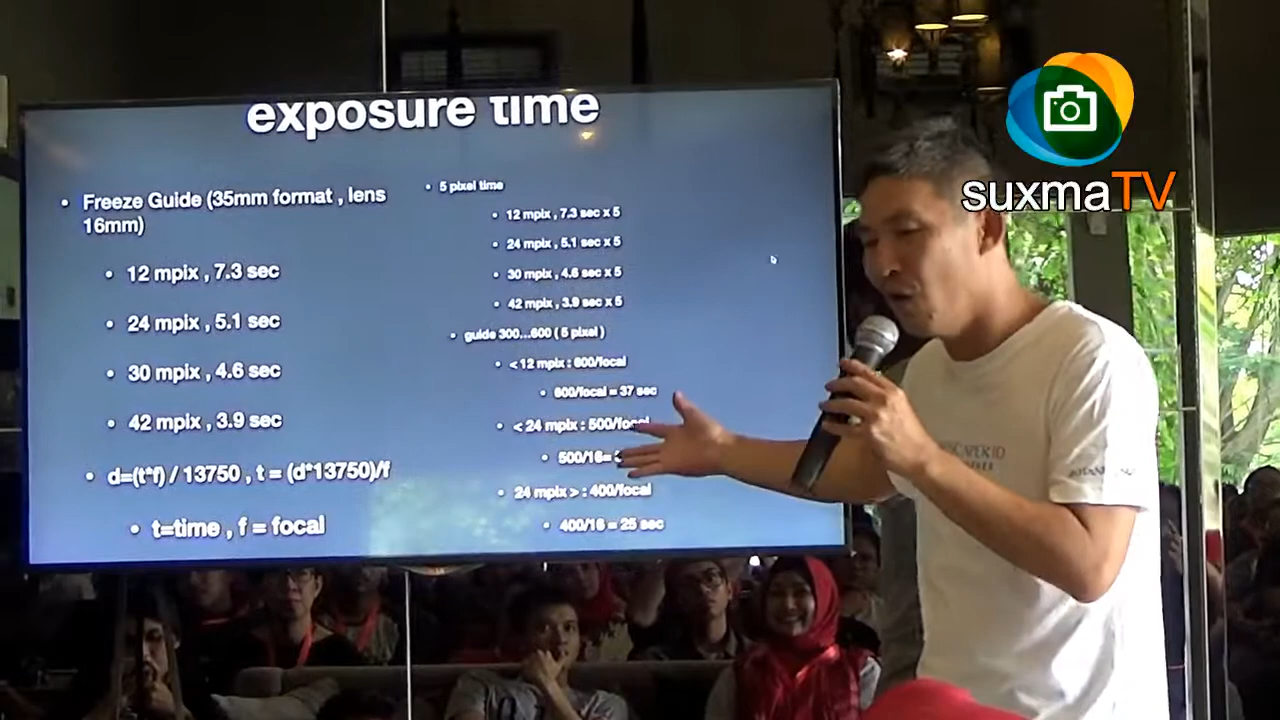 exposure time
• Freeze Guide (35mm format , lens
16mm)
• 12 mpix , 7.3 sec
• 24 mpix , 5.1 sec
• 30 mpix , 4.6 sec
• 42 mpix , 3.9 sec
• d=(t*f) / 13750 , t = (d*13750)/f
• t=time , f = focal
• 5 pixel time
• 12 mpix , 7.3 sec x 5
• 24 mpix , 5.1 sec x 5
• 30 mpix , 4.6 sec x 5
• 42 mpix , 3.9 sec x 5
• guide 300...600 ( 5 pixel )
• < 12 mpix : 600/focal
• 600/focal = 37 sec
• < 24 mpix : 500/focal
• 500/16=
• 24 mpix > : 400/focal
• 400/16 = 25 sec
suxmaTV